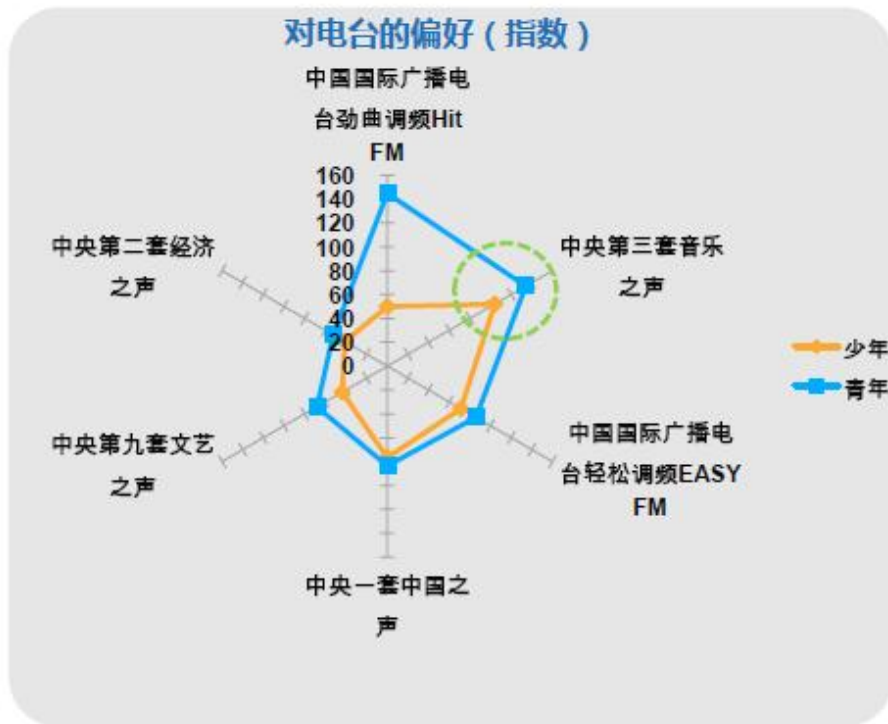 对电台的偏好（指数）
中国国际广播电
台劲曲调频Hit
FM
160
140
120
100
80
60
40
20
0
中央第三套音乐
之声
中国国际广播电
台轻松调频EASY
FM
中央一套中国之
声
中央第九套文艺
之声
中央第二套经济
之声
少年
青年